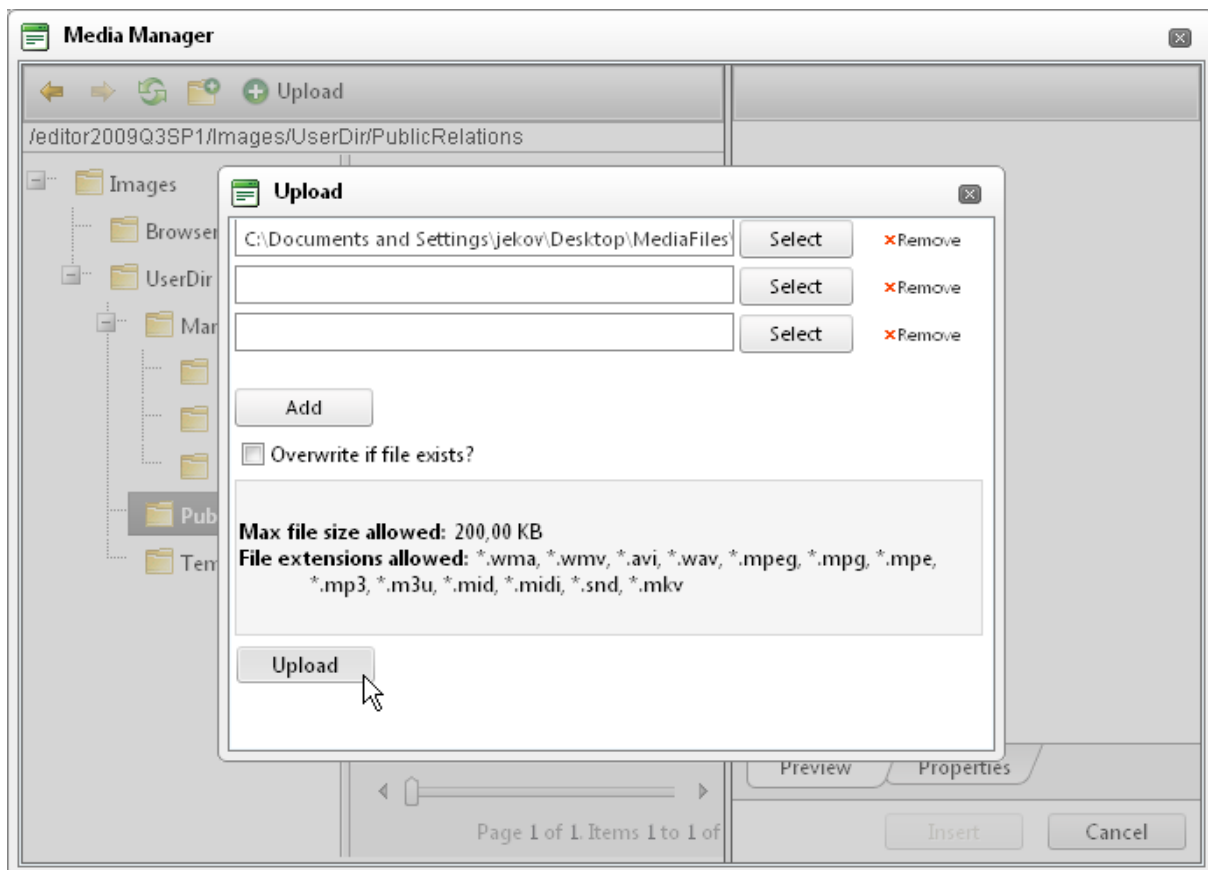 Media Manager
Upload
/editor2009Q3SP1/Images/UserDir/PublicRelations
Images
Browser
UserDir
Mar
Pub
Tem
Upload
C:\Documents and Settings\jekov\Desktop\MediaFiles\ Select Remove
Select Remove
Select Remove
Add
Overwrite if file exists?
Max file size allowed: 200,00 KB
File extensions allowed: *.wma, *.wmv, *.avi, *.wav, *.mpeg, *.mpg, *.mpe,
*.mp3, *.m3u, *.mid, *.midi, *.snd, *.mkv
Upload
Preview Properties
Page 1 of 1. Items 1 to 1 of
Insert Cancel